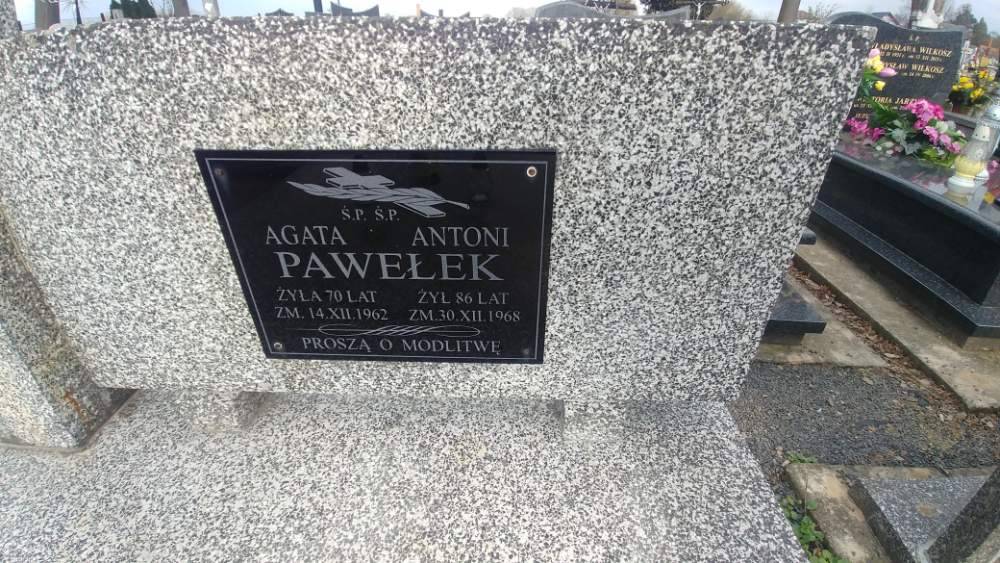 Ś.P. Ś.P.
AGATA ANTONI
PAWEŁEK
ŻYŁA 70 LAT ŻYŁ 86 LAT
ZM. 14.XII.1962 ZM. 30.XII.1968
PROSZĄ O MODLITWĘ
WILKOSZ
WILKOSZ